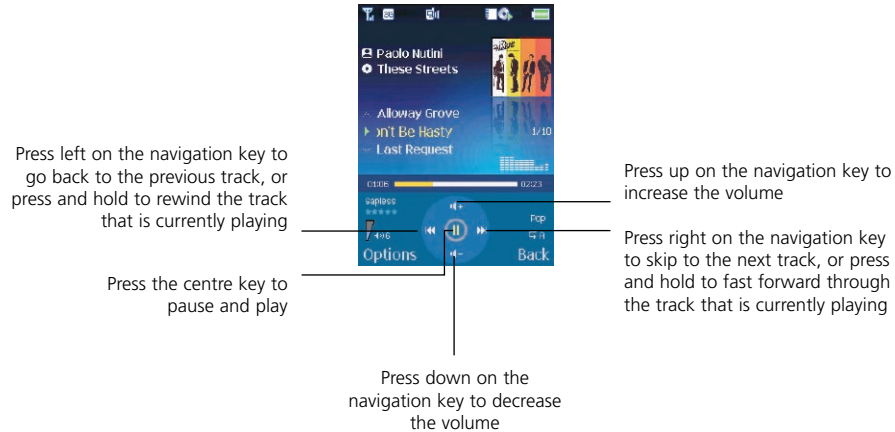 3G
Paolo Nutini
These Streets
Alloway Grove
on't Be Hasty
1/10
Last Request
01:06
02:23
Pop
6
Options
Back
Press left on the navigation key to
go back to the previous track, or
press and hold to rewind the track
that is currently playing
Press the centre key to
pause and play
Press up on the navigation key to
increase the volume
Press right on the navigation key
to skip to the next track, or press
and hold to fast forward through
the track that is currently playing
Press down on the
navigation key to decrease
the volume